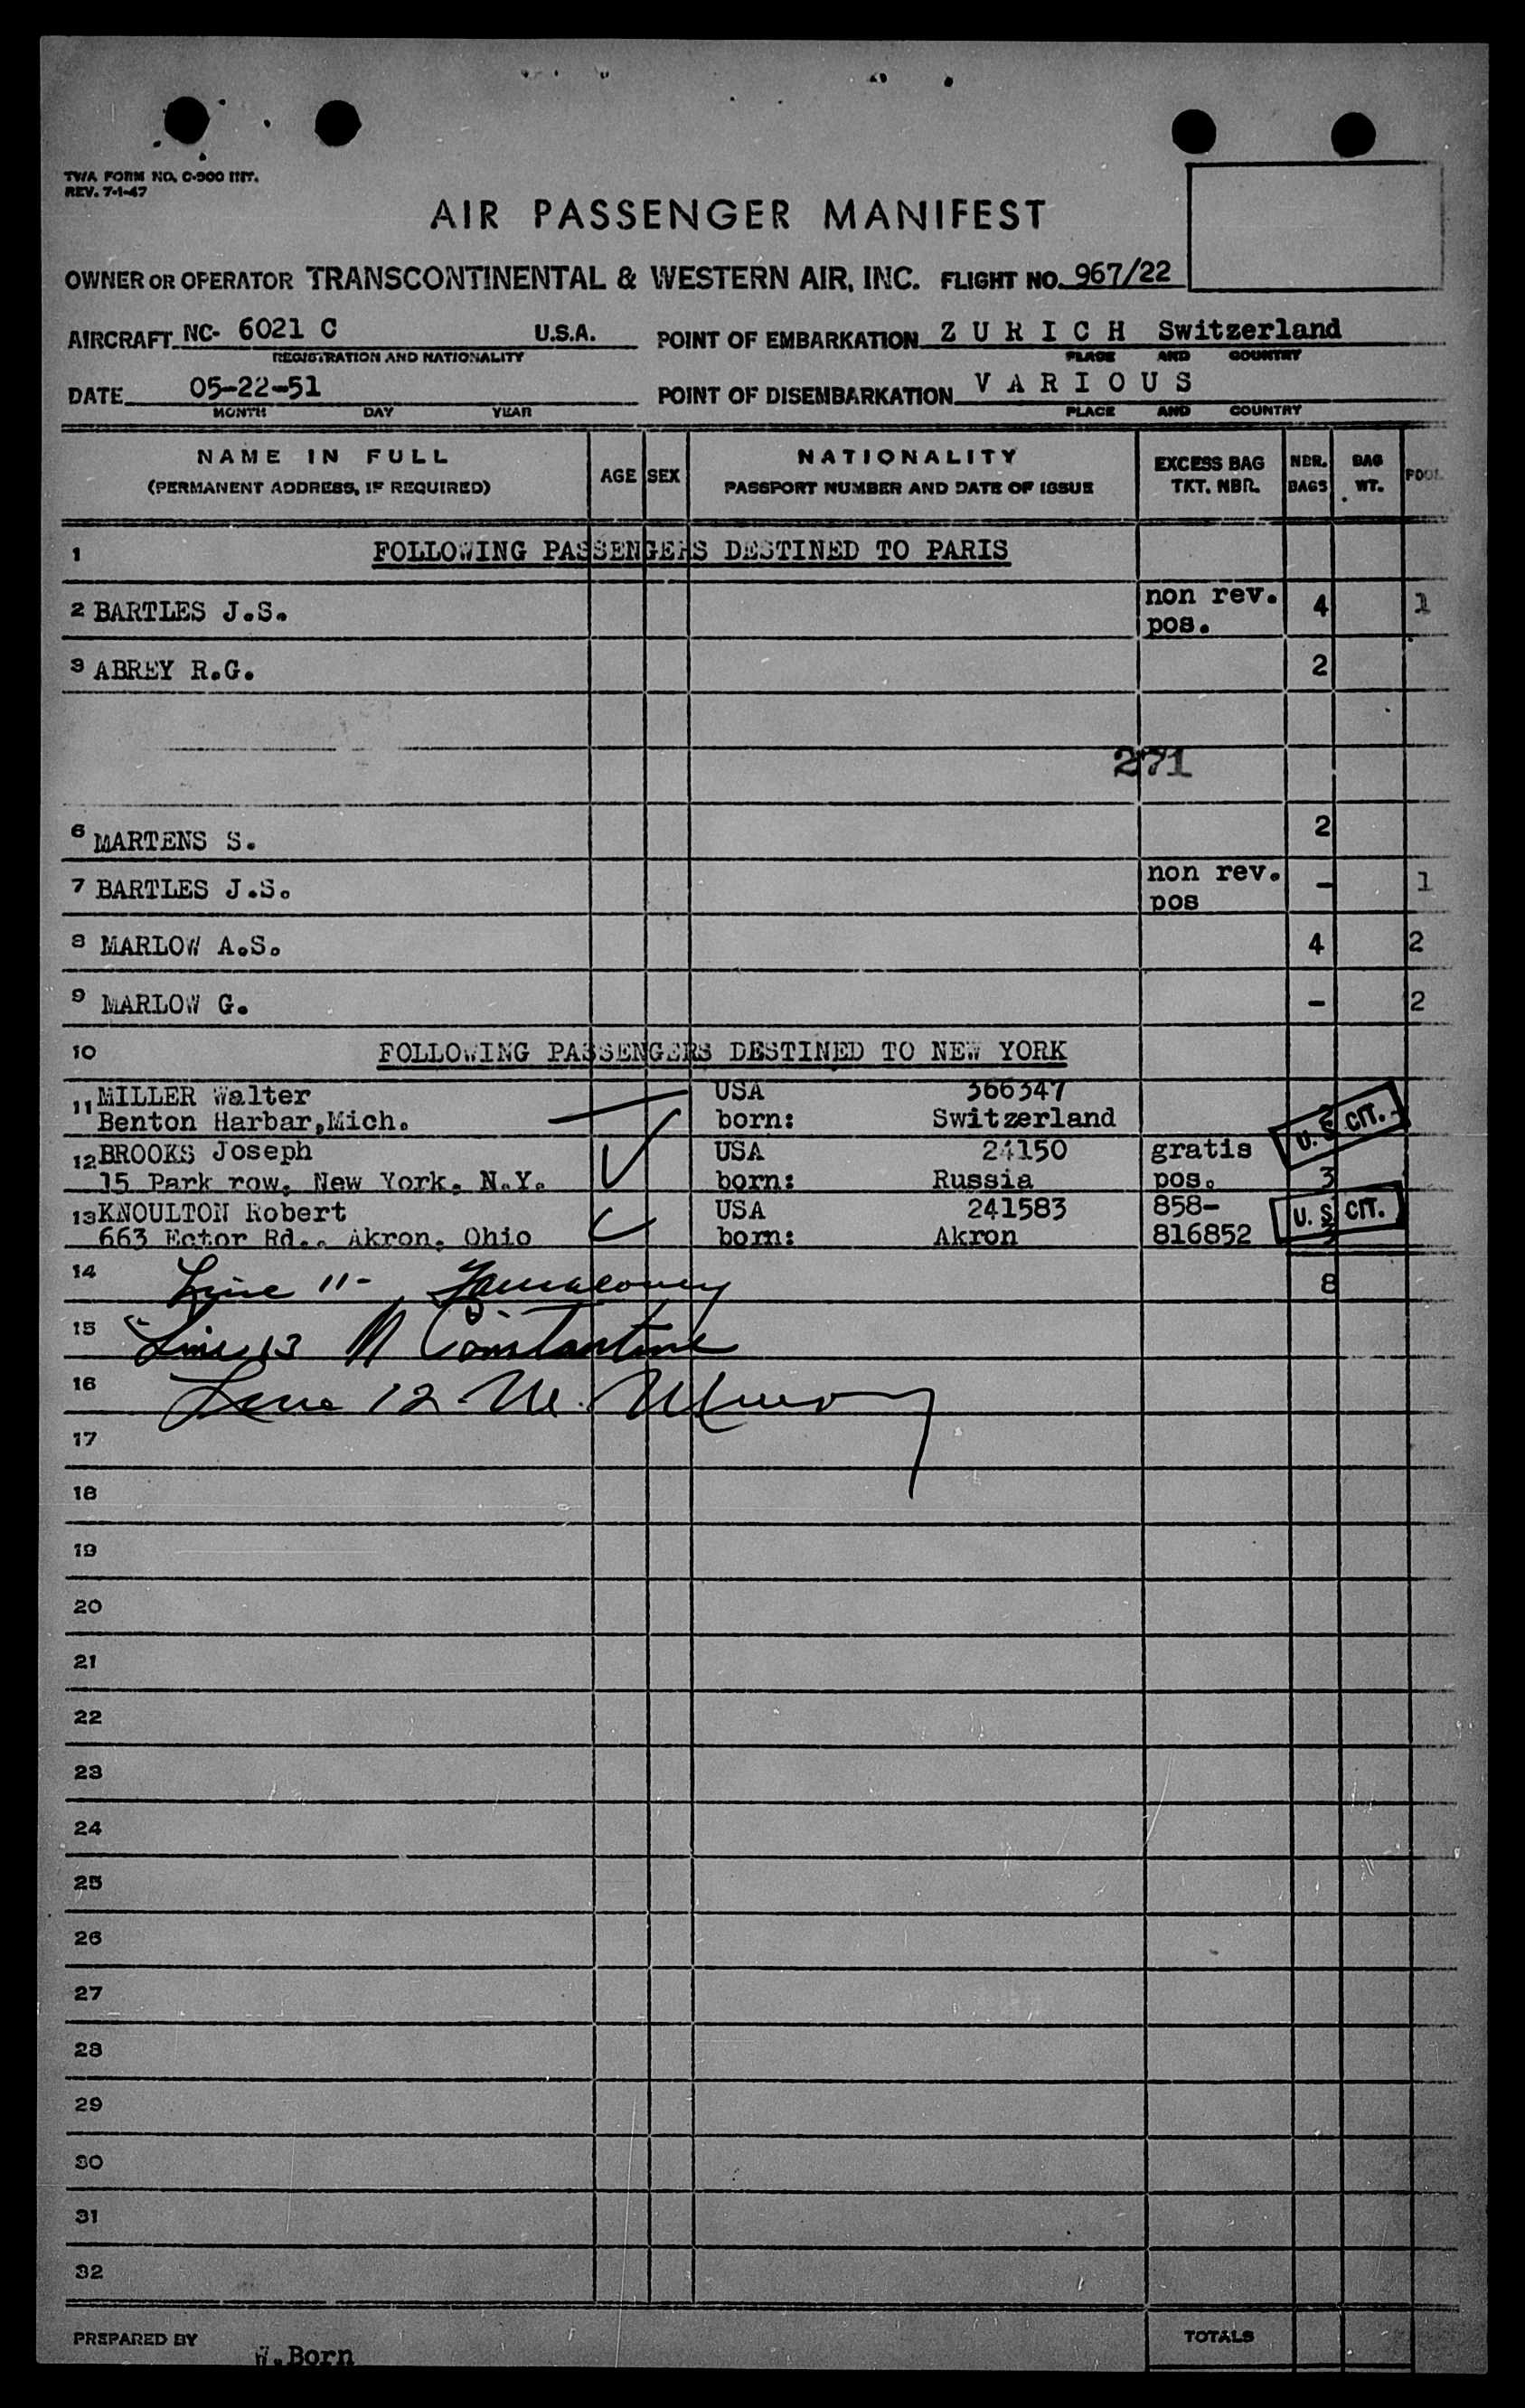 TWA FORM NO. C-900 INT.
REV. 7-1-47
AIR PASSENGER MANIFEST
OWNER OR OPERATOR TRANSCONTINENTAL & WESTERN AIR, INC. FLIGHT NO. 967/22
AIRCRAFT NC- 6021 C U.S.A. POINT OF EMBARKATION Z U R I C H Switzerland
REGISTRATION AND NATIONALITY PLACE AND COUNTRY
DATE 05-22-51 POINT OF DISEMBARKATION V A R I O U S
MONTH DAY YEAR PLACE AND COUNTRY
NAME IN FULL
(PERMANENT ADDRESS, IF REQUIRED)
AGE SEX
NATIONALITY
PASSPORT NUMBER AND DATE OF ISSUE
EXCESS BAG
TKT. NBR.
NBR.
BAGS
BAG
WT.
POOL
1 FOLLOWING PASSENGERS DESTINED TO PARIS
2 BARTLES J.S. non rev. pos. 4 1
3 ABREY R.G. 2
271
6 MARTENS S. 2
7 BARTLES J.S. non rev. pos - 1
8 MARLOW A.S. 4 2
9 MARLOW G. - 2
10 FOLLOWING PASSENGERS DESTINED TO NEW YORK
11 MILLER Walter USA 366347
Benton Harbar,Mich. born: Switzerland
U.S. CIT.
12 BROOKS Joseph USA 24150 gratis
15 Park row, New York, N.Y. born: Russia pos. 3
13 KNOULTON Robert USA 241583 858-
663 Ector Rd., Akron, Ohio born: Akron 816852
U.S. CIT.
14 Line 11- 8
15 Line 13 N Constantine
16 Line 12 M.
17
18
19
20
21
22
23
24
25
26
27
28
29
30
31
32
PREPARED BY W.Born TOTALS